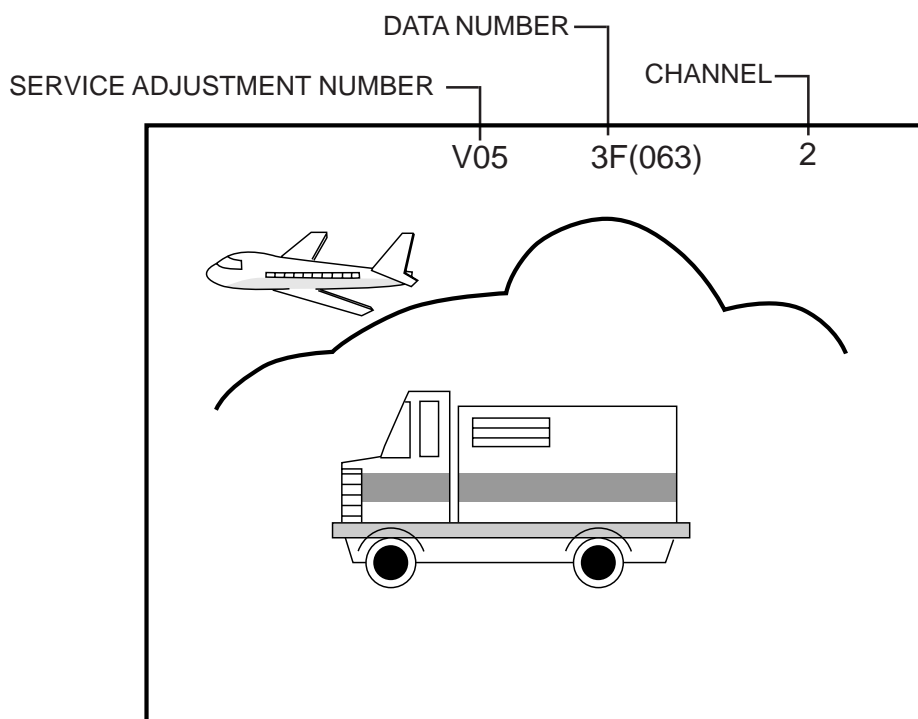 DATA NUMBER
CHANNEL
SERVICE ADJUSTMENT NUMBER
V05 3F(063) 2